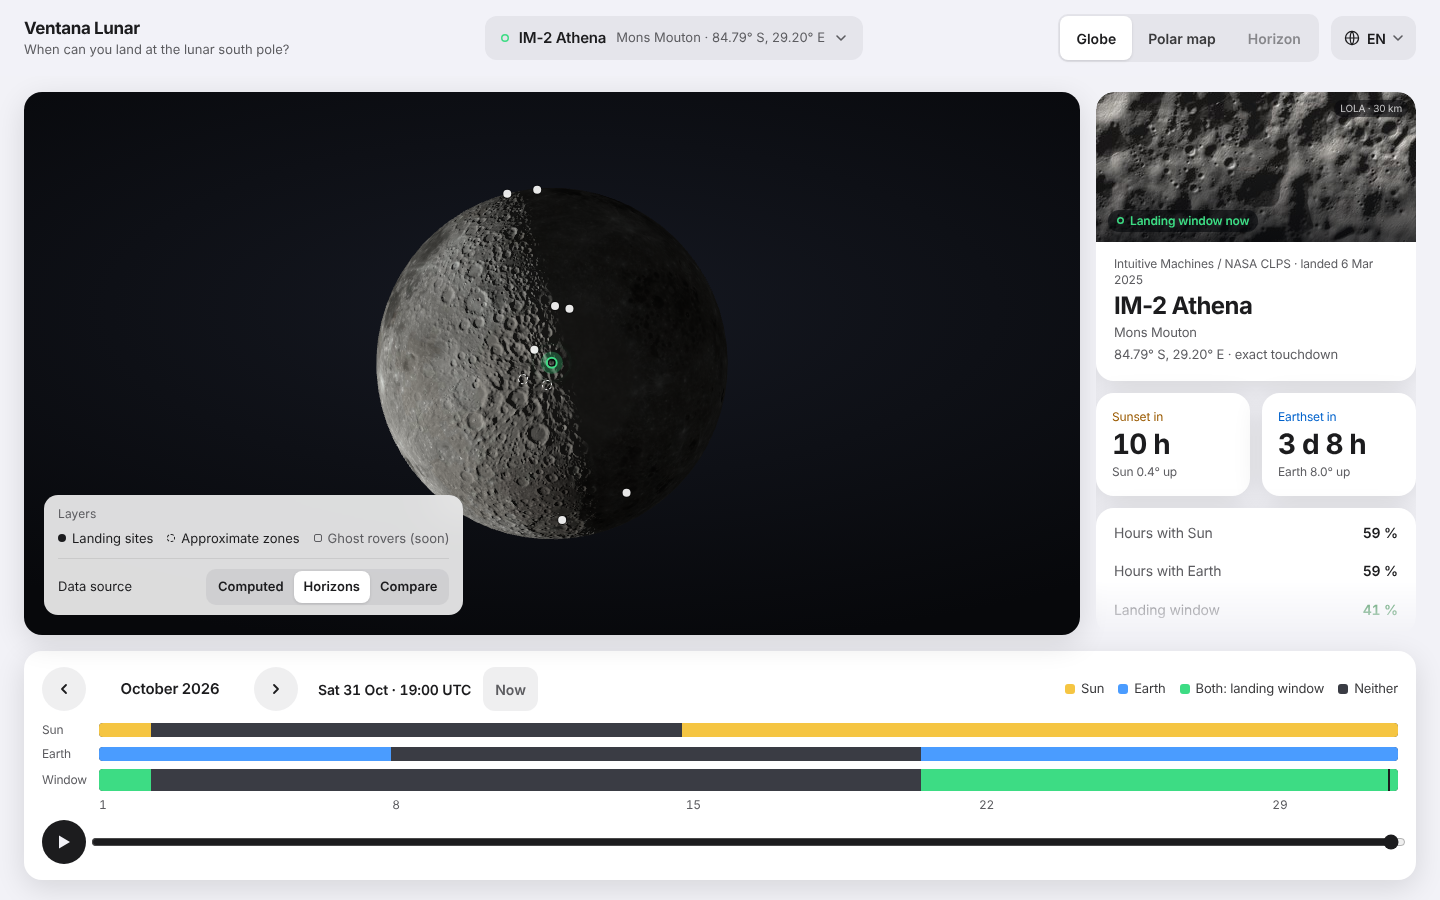 Ventana Lunar
When can you land at the lunar south pole?
IM-2 Athena Mons Mouton · 84.79° S, 29.20° E
Globe Polar map Horizon
EN
LOLA · 30 km
Landing window now
Intuitive Machines / NASA CLPS · landed 6 Mar
2025
IM-2 Athena
Mons Mouton
84.79° S, 29.20° E · exact touchdown
Sunset in
10 h
Sun 0.4° up
Earthset in
3 d 8 h
Earth 8.0° up
Hours with Sun 59 %
Hours with Earth 59 %
Landing window 41 %
Layers
Landing sites Approximate zones Ghost rovers (soon)
Data source Computed Horizons Compare
October 2026 Sat 31 Oct · 19:00 UTC Now
Sun Earth Both: landing window Neither
Sun
Earth
Window
1 8 15 22 29